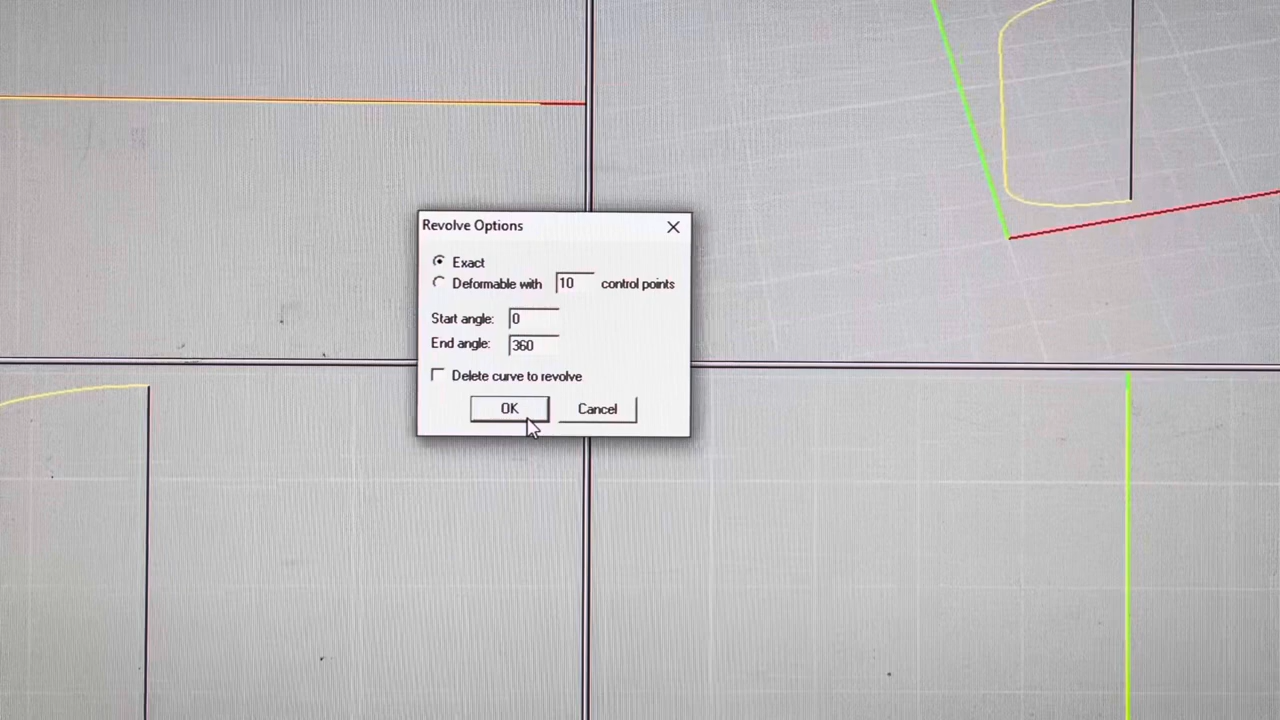 Revolve Options
Exact
Deformable with 10 control points
Start angle: 0
End angle: 360
Delete curve to revolve
OK Cancel